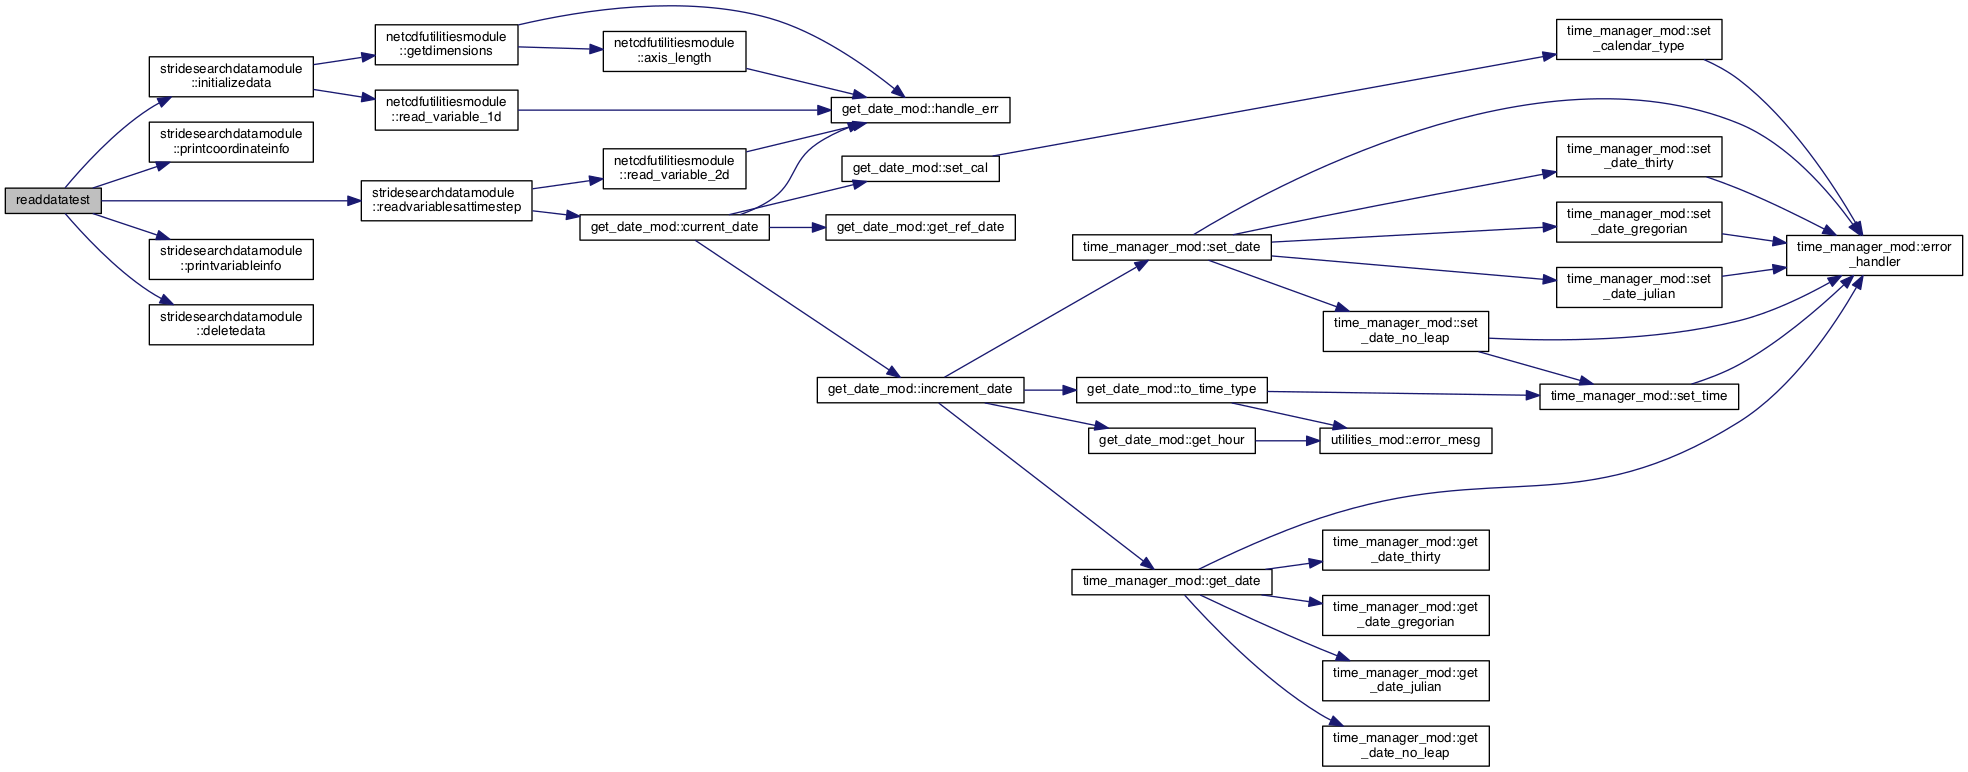 readdatatest
stridesearchdatamodule
::initializedata
stridesearchdatamodule
::printcoordinateinfo
stridesearchdatamodule
::readvariablesattimestep
stridesearchdatamodule
::printvariableinfo
stridesearchdatamodule
::deletedata
netcdfutilitiesmodule
::getdimensions
netcdfutilitiesmodule
::read_variable_1d
netcdfutilitiesmodule
::axis_length
netcdfutilitiesmodule
::read_variable_2d
get_date_mod::current_date
get_date_mod::handle_err
get_date_mod::set_cal
get_date_mod::get_ref_date
get_date_mod::increment_date
time_manager_mod::set_date
get_date_mod::to_time_type
get_date_mod::get_hour
time_manager_mod::get_date
time_manager_mod::set
_date_no_leap
utilities_mod::error_mesg
time_manager_mod::get
_date_thirty
time_manager_mod::get
_date_gregorian
time_manager_mod::get
_date_julian
time_manager_mod::get
_date_no_leap
time_manager_mod::set
_calendar_type
time_manager_mod::set
_date_thirty
time_manager_mod::set
_date_gregorian
time_manager_mod::set
_date_julian
time_manager_mod::set_time
time_manager_mod::error
_handler